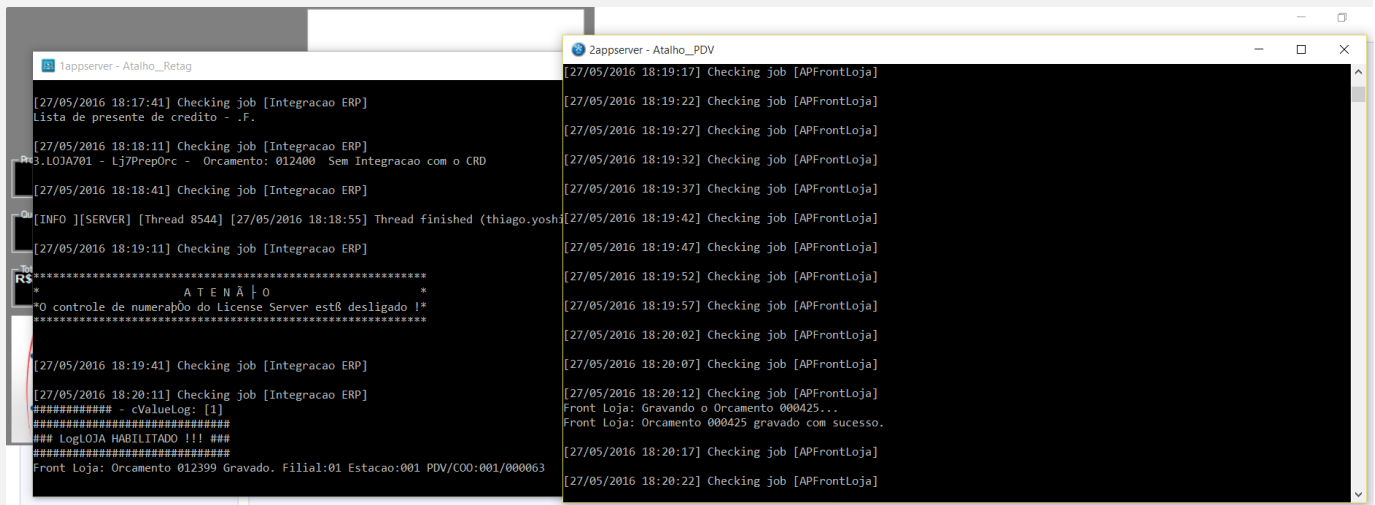 1appserver - Atalho__Retag
[27/05/2016 18:17:41] Checking job [Integracao ERP]
Lista de presente de credito - .F.
[27/05/2016 18:18:11] Checking job [Integracao ERP]
3.LOJA701 - Lj7PrepOrc -  Orcamento: 012400  Sem Integracao com o CRD
[27/05/2016 18:18:41] Checking job [Integracao ERP]
[INFO ][SERVER] [Thread 8544] [27/05/2016 18:18:55] Thread finished (thiago.yoshi
[27/05/2016 18:19:11] Checking job [Integracao ERP]
R$
************************************************************
*                      A T E N Ã ├ O                       *
*O controle de numeraþÒo do License Server estß desligado !*
************************************************************
[27/05/2016 18:19:41] Checking job [Integracao ERP]
[27/05/2016 18:20:11] Checking job [Integracao ERP]
############ - cValueLog: [1]
##############################
### LogLOJA HABILITADO !!! ###
##############################
Front Loja: Orcamento 012399 Gravado. Filial:01 Estacao:001 PDV/COO:001/000063
2appserver - Atalho__PDV
[27/05/2016 18:19:17] Checking job [APFrontLoja]
[27/05/2016 18:19:22] Checking job [APFrontLoja]
[27/05/2016 18:19:27] Checking job [APFrontLoja]
[27/05/2016 18:19:32] Checking job [APFrontLoja]
[27/05/2016 18:19:37] Checking job [APFrontLoja]
[27/05/2016 18:19:42] Checking job [APFrontLoja]
[27/05/2016 18:19:47] Checking job [APFrontLoja]
[27/05/2016 18:19:52] Checking job [APFrontLoja]
[27/05/2016 18:19:57] Checking job [APFrontLoja]
[27/05/2016 18:20:02] Checking job [APFrontLoja]
[27/05/2016 18:20:07] Checking job [APFrontLoja]
[27/05/2016 18:20:12] Checking job [APFrontLoja]
Front Loja: Gravando o Orcamento 000425...
Front Loja: Orcamento 000425 gravado com sucesso.
[27/05/2016 18:20:17] Checking job [APFrontLoja]
[27/05/2016 18:20:22] Checking job [APFrontLoja]